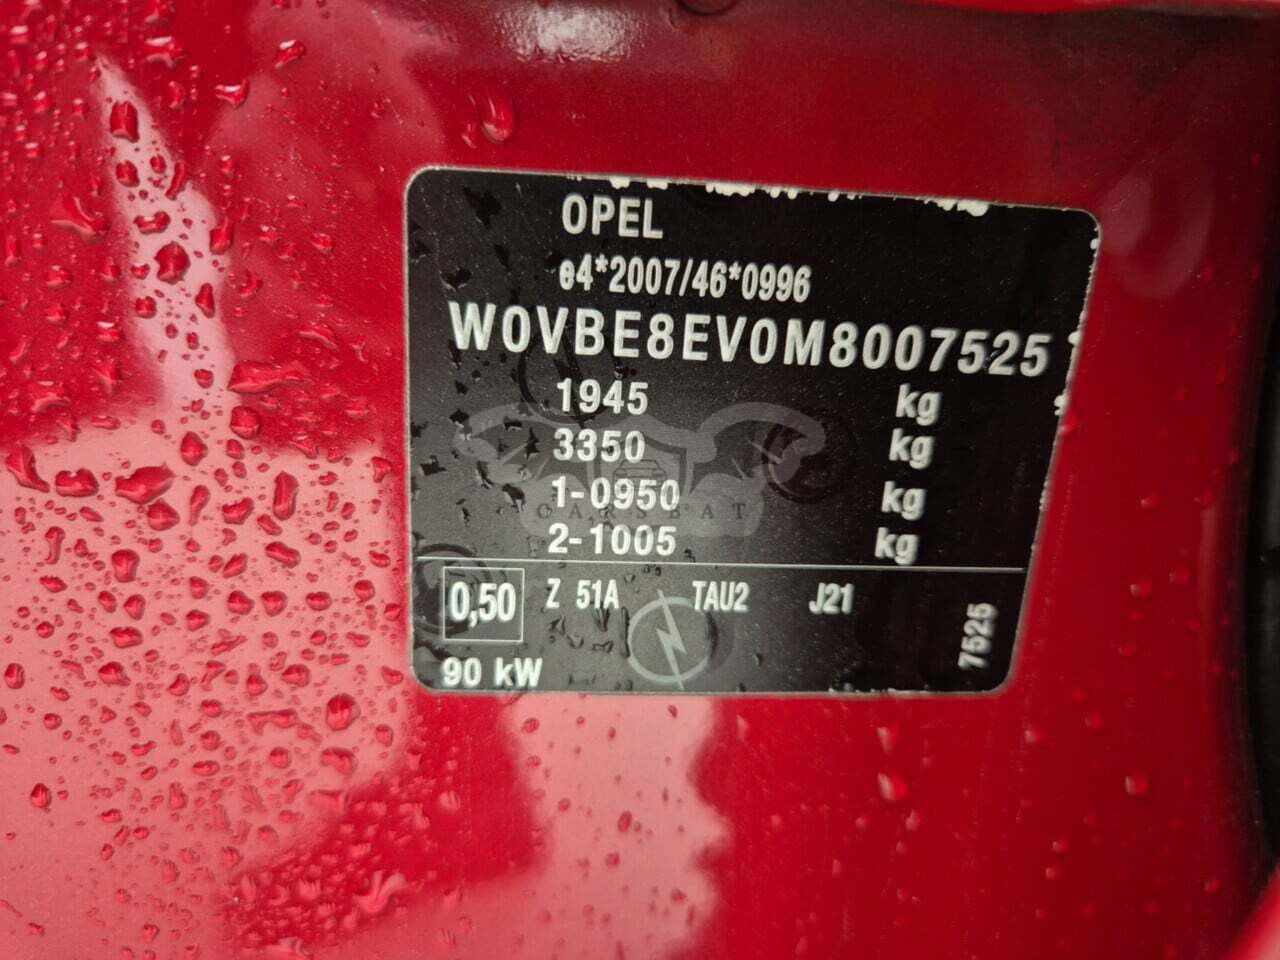 OPEL
e4*2007/46*0996
W0VBE8EV0M8007525
1945 kg
3350 kg
1-0950 kg
2-1005 kg
0,50 Z 51A TAU2 J21
90 kW
7525
CARSBAT